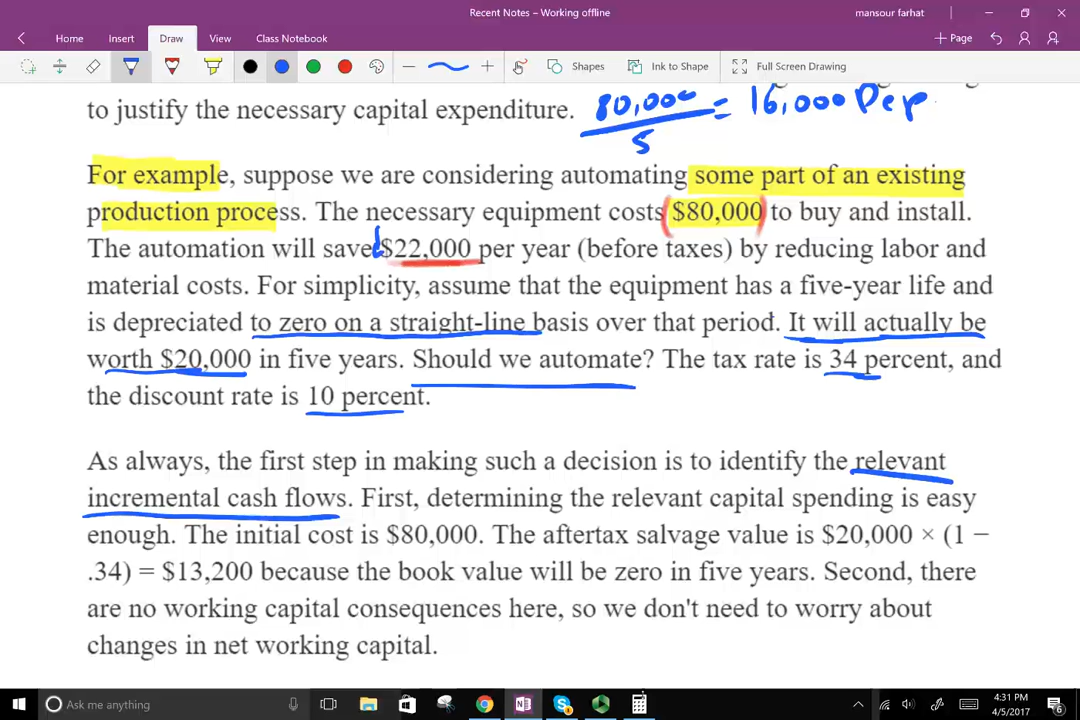 Recent Notes – Working offline
mansour farhat
Home Insert Draw View Class Notebook
Page
Shapes Ink to Shape Full Screen Drawing
to justify the necessary capital expenditure. 80,000 / 5 = 16,000 Per
For example, suppose we are considering automating some part of an existing
production process. The necessary equipment costs $80,000 to buy and install.
The automation will save $22,000 per year (before taxes) by reducing labor and
material costs. For simplicity, assume that the equipment has a five-year life and
is depreciated to zero on a straight-line basis over that period. It will actually be
worth $20,000 in five years. Should we automate? The tax rate is 34 percent, and
the discount rate is 10 percent.
As always, the first step in making such a decision is to identify the relevant
incremental cash flows. First, determining the relevant capital spending is easy
enough. The initial cost is $80,000. The aftertax salvage value is $20,000 × (1 −
.34) = $13,200 because the book value will be zero in five years. Second, there
are no working capital consequences here, so we don't need to worry about
changes in net working capital.
Ask me anything
4:31 PM
4/5/2017
6